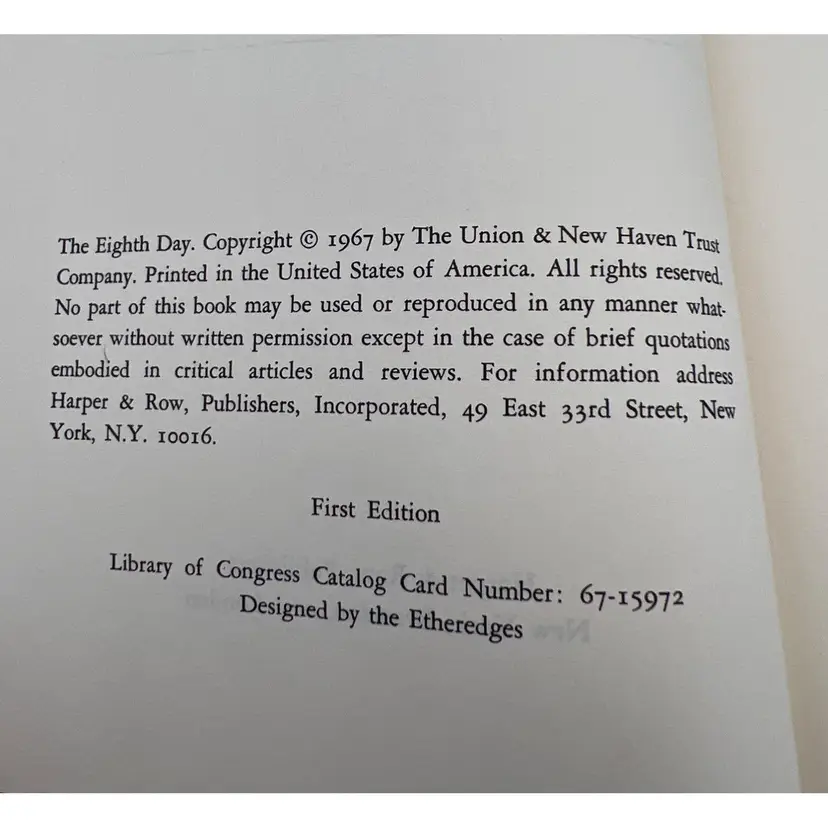 The Eighth Day. Copyright © 1967 by The Union & New Haven Trust
Company. Printed in the United States of America. All rights reserved.
No part of this book may be used or reproduced in any manner what-
soever without written permission except in the case of brief quotations
embodied in critical articles and reviews. For information address
Harper & Row, Publishers, Incorporated, 49 East 33rd Street, New
York, N.Y. 10016.
First Edition
Library of Congress Catalog Card Number: 67-15972
Designed by the Etheredges